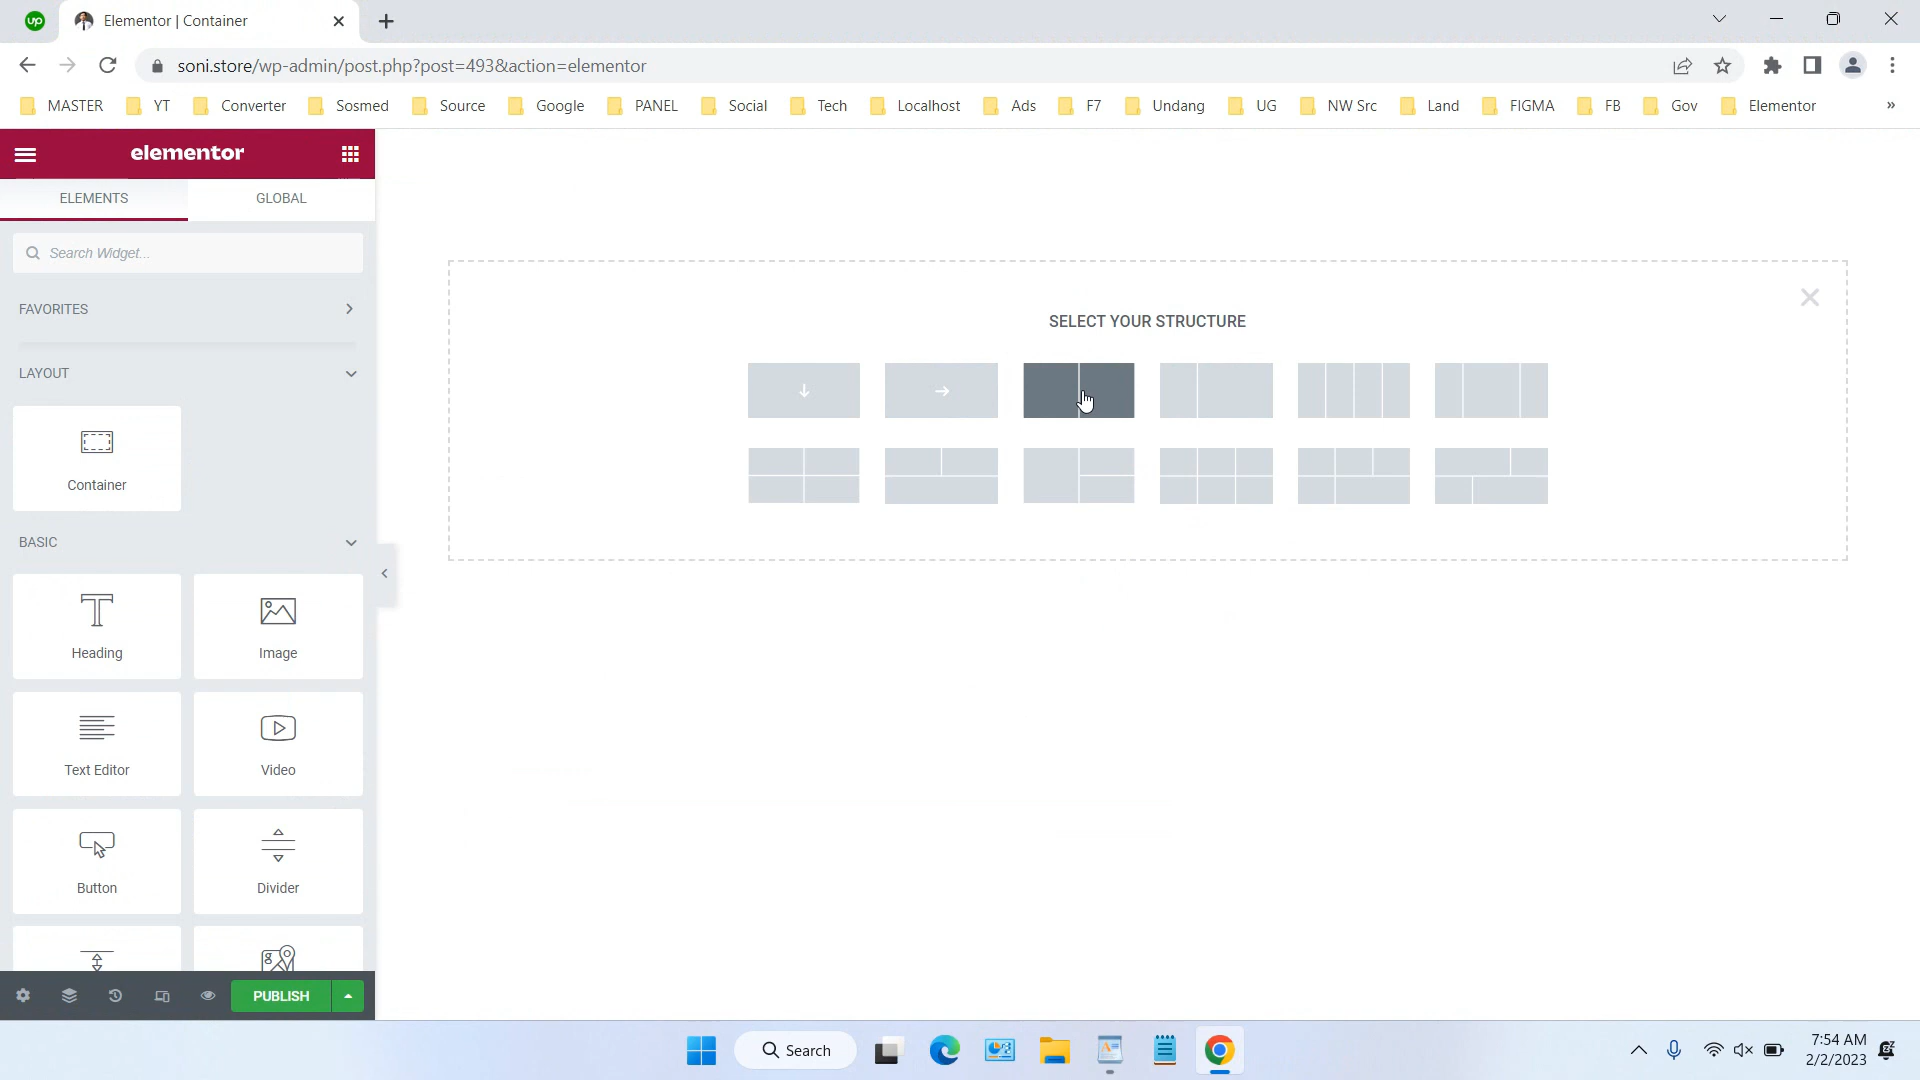 up
Elementor | Container
soni.store/wp-admin/post.php?post=493&action=elementor
MASTER YT Converter Sosmed Source Google PANEL Social Tech Localhost Ads F7 Undang UG NW Src Land FIGMA FB Gov Elementor »
elementor
ELEMENTS GLOBAL
Search Widget...
FAVORITES
LAYOUT
Container
BASIC
Heading Image
Text Editor Video
Button Divider
PUBLISH
SELECT YOUR STRUCTURE
Search
7:54 AM
2/2/2023